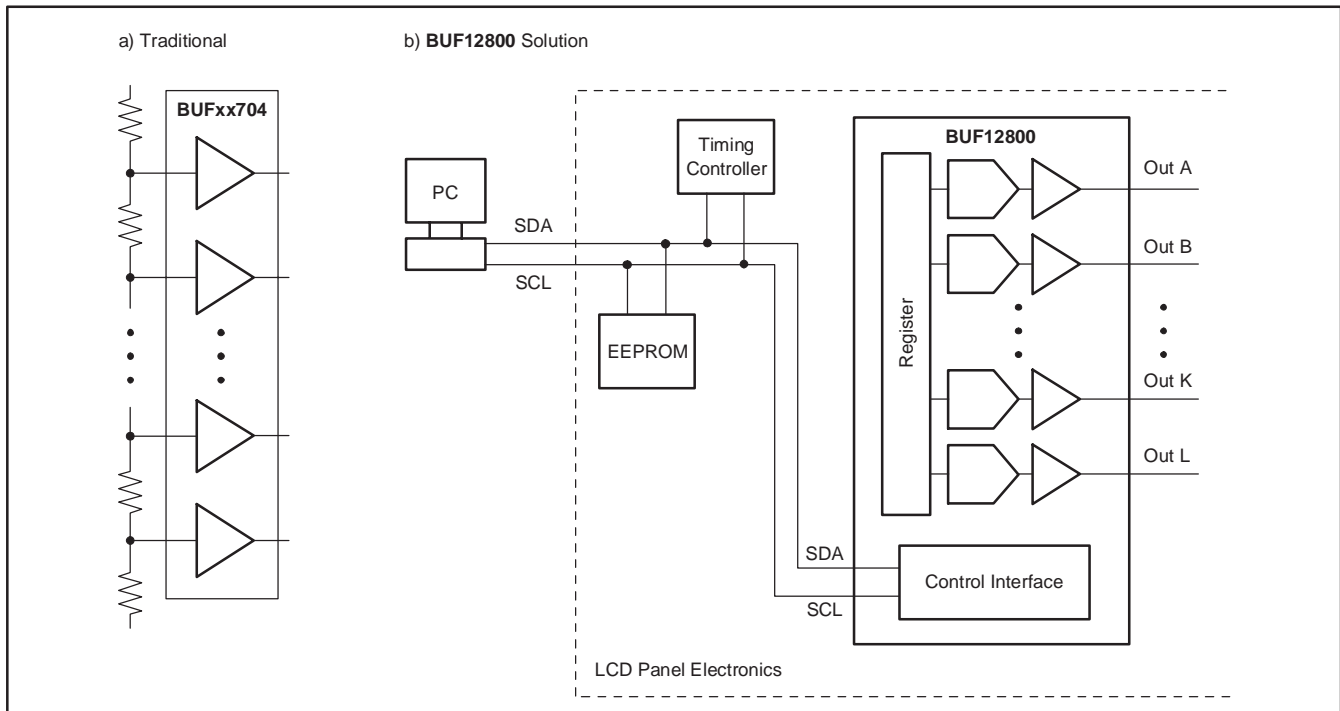 a) Traditional
b) BUF12800 Solution
BUFxx704
PC
SDA
SCL
Timing
Controller
EEPROM
BUF12800
Register
Out A
Out B
Out K
Out L
SDA
SCL
Control Interface
LCD Panel Electronics